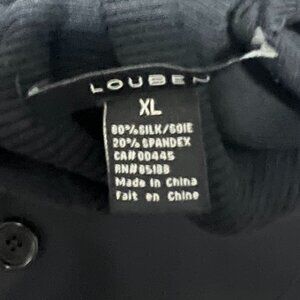 LOUBEN
XL
80% SILK/SOIE
20% SPANDEX
CA# 00445
RN# 85188
Made in China
Fait en Chine